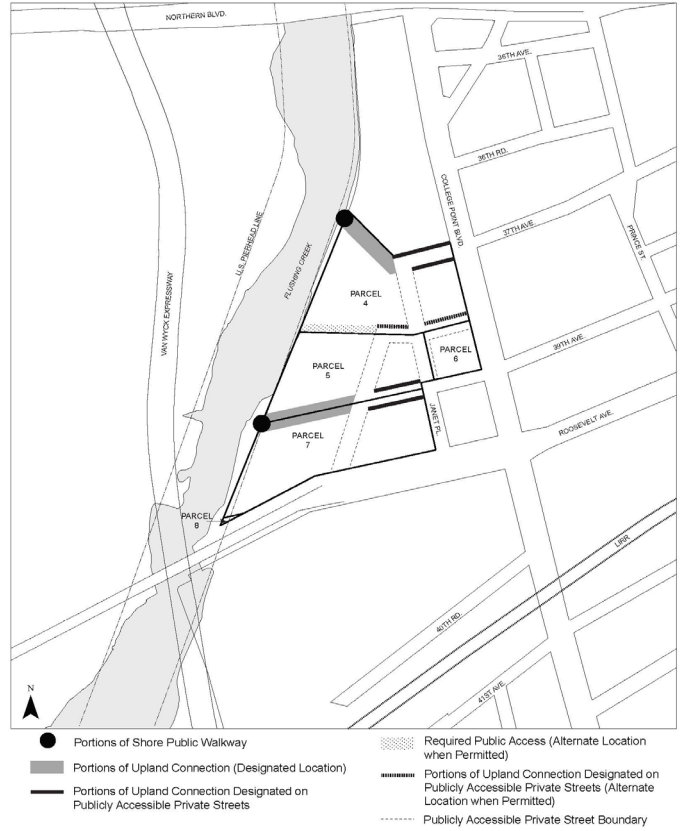 NORTHERN BLVD.
36TH AVE.
36TH RD.
COLLEGE POINT BLVD.
37TH AVE.
PRINCE ST.
U.S. PIERHEAD LINE
FLUSHING CREEK
VAN WYCK EXPRESSWAY
PARCEL
4
39TH AVE.
PARCEL
6
PARCEL
5
ROOSEVELT AVE.
JANET PL.
PARCEL
7
PARCEL
8
LIRR
40TH RD.
41ST AVE.
N
Portions of Shore Public Walkway
Portions of Upland Connection (Designated Location)
Portions of Upland Connection Designated on
Publicly Accessible Private Streets
Required Public Access (Alternate Location
when Permitted)
Portions of Upland Connection Designated on
Publicly Accessible Private Streets (Alternate
Location when Permitted)
Publicly Accessible Private Street Boundary